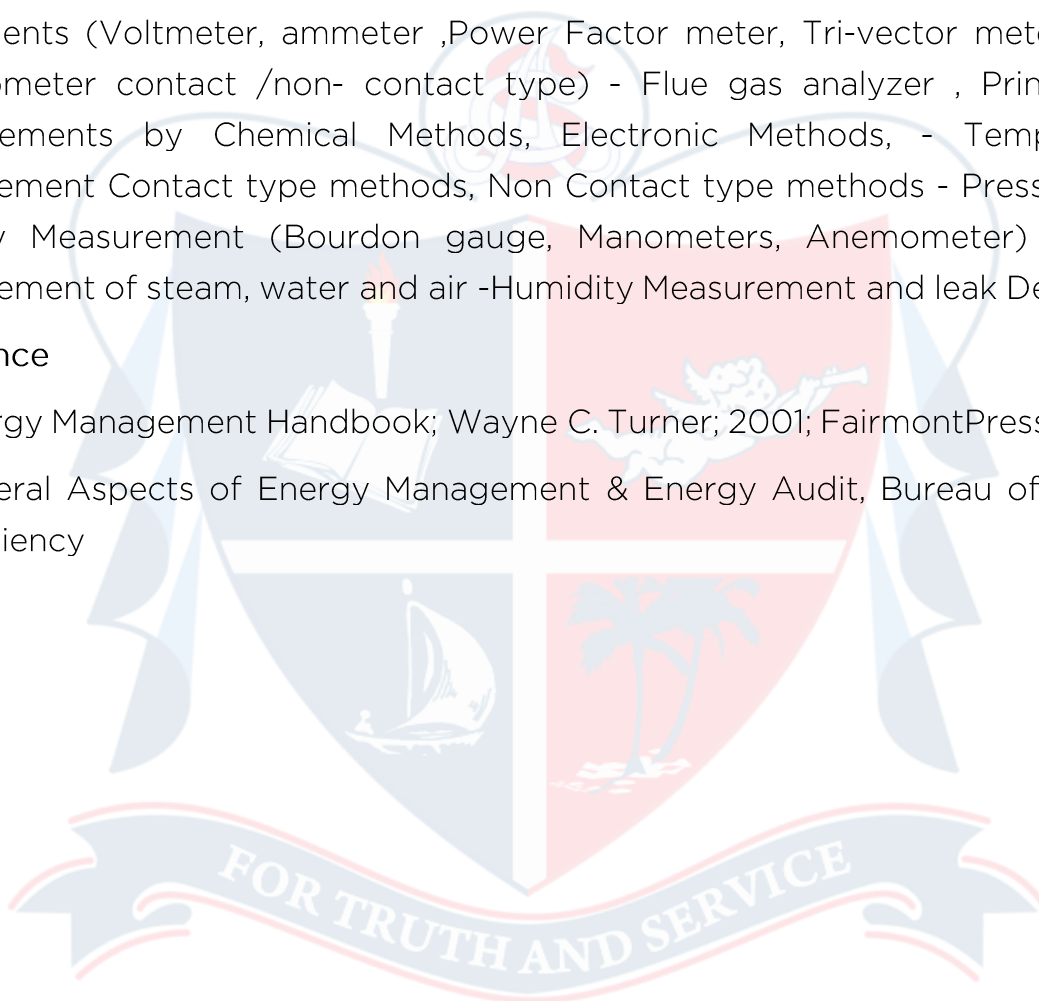 ents (Voltmeter, ammeter ,Power Factor meter, Tri-vector mete
ometer contact /non- contact type) - Flue gas analyzer , Prin
ements by Chemical Methods, Electronic Methods, - Temp
ement Contact type methods, Non Contact type methods - Press
y Measurement (Bourdon gauge, Manometers, Anemometer)
ement of steam, water and air -Humidity Measurement and leak De
nce
rgy Management Handbook; Wayne C. Turner; 2001; FairmontPress
eral Aspects of Energy Management & Energy Audit, Bureau of
iency
FOR TRUTH AND SERVICE